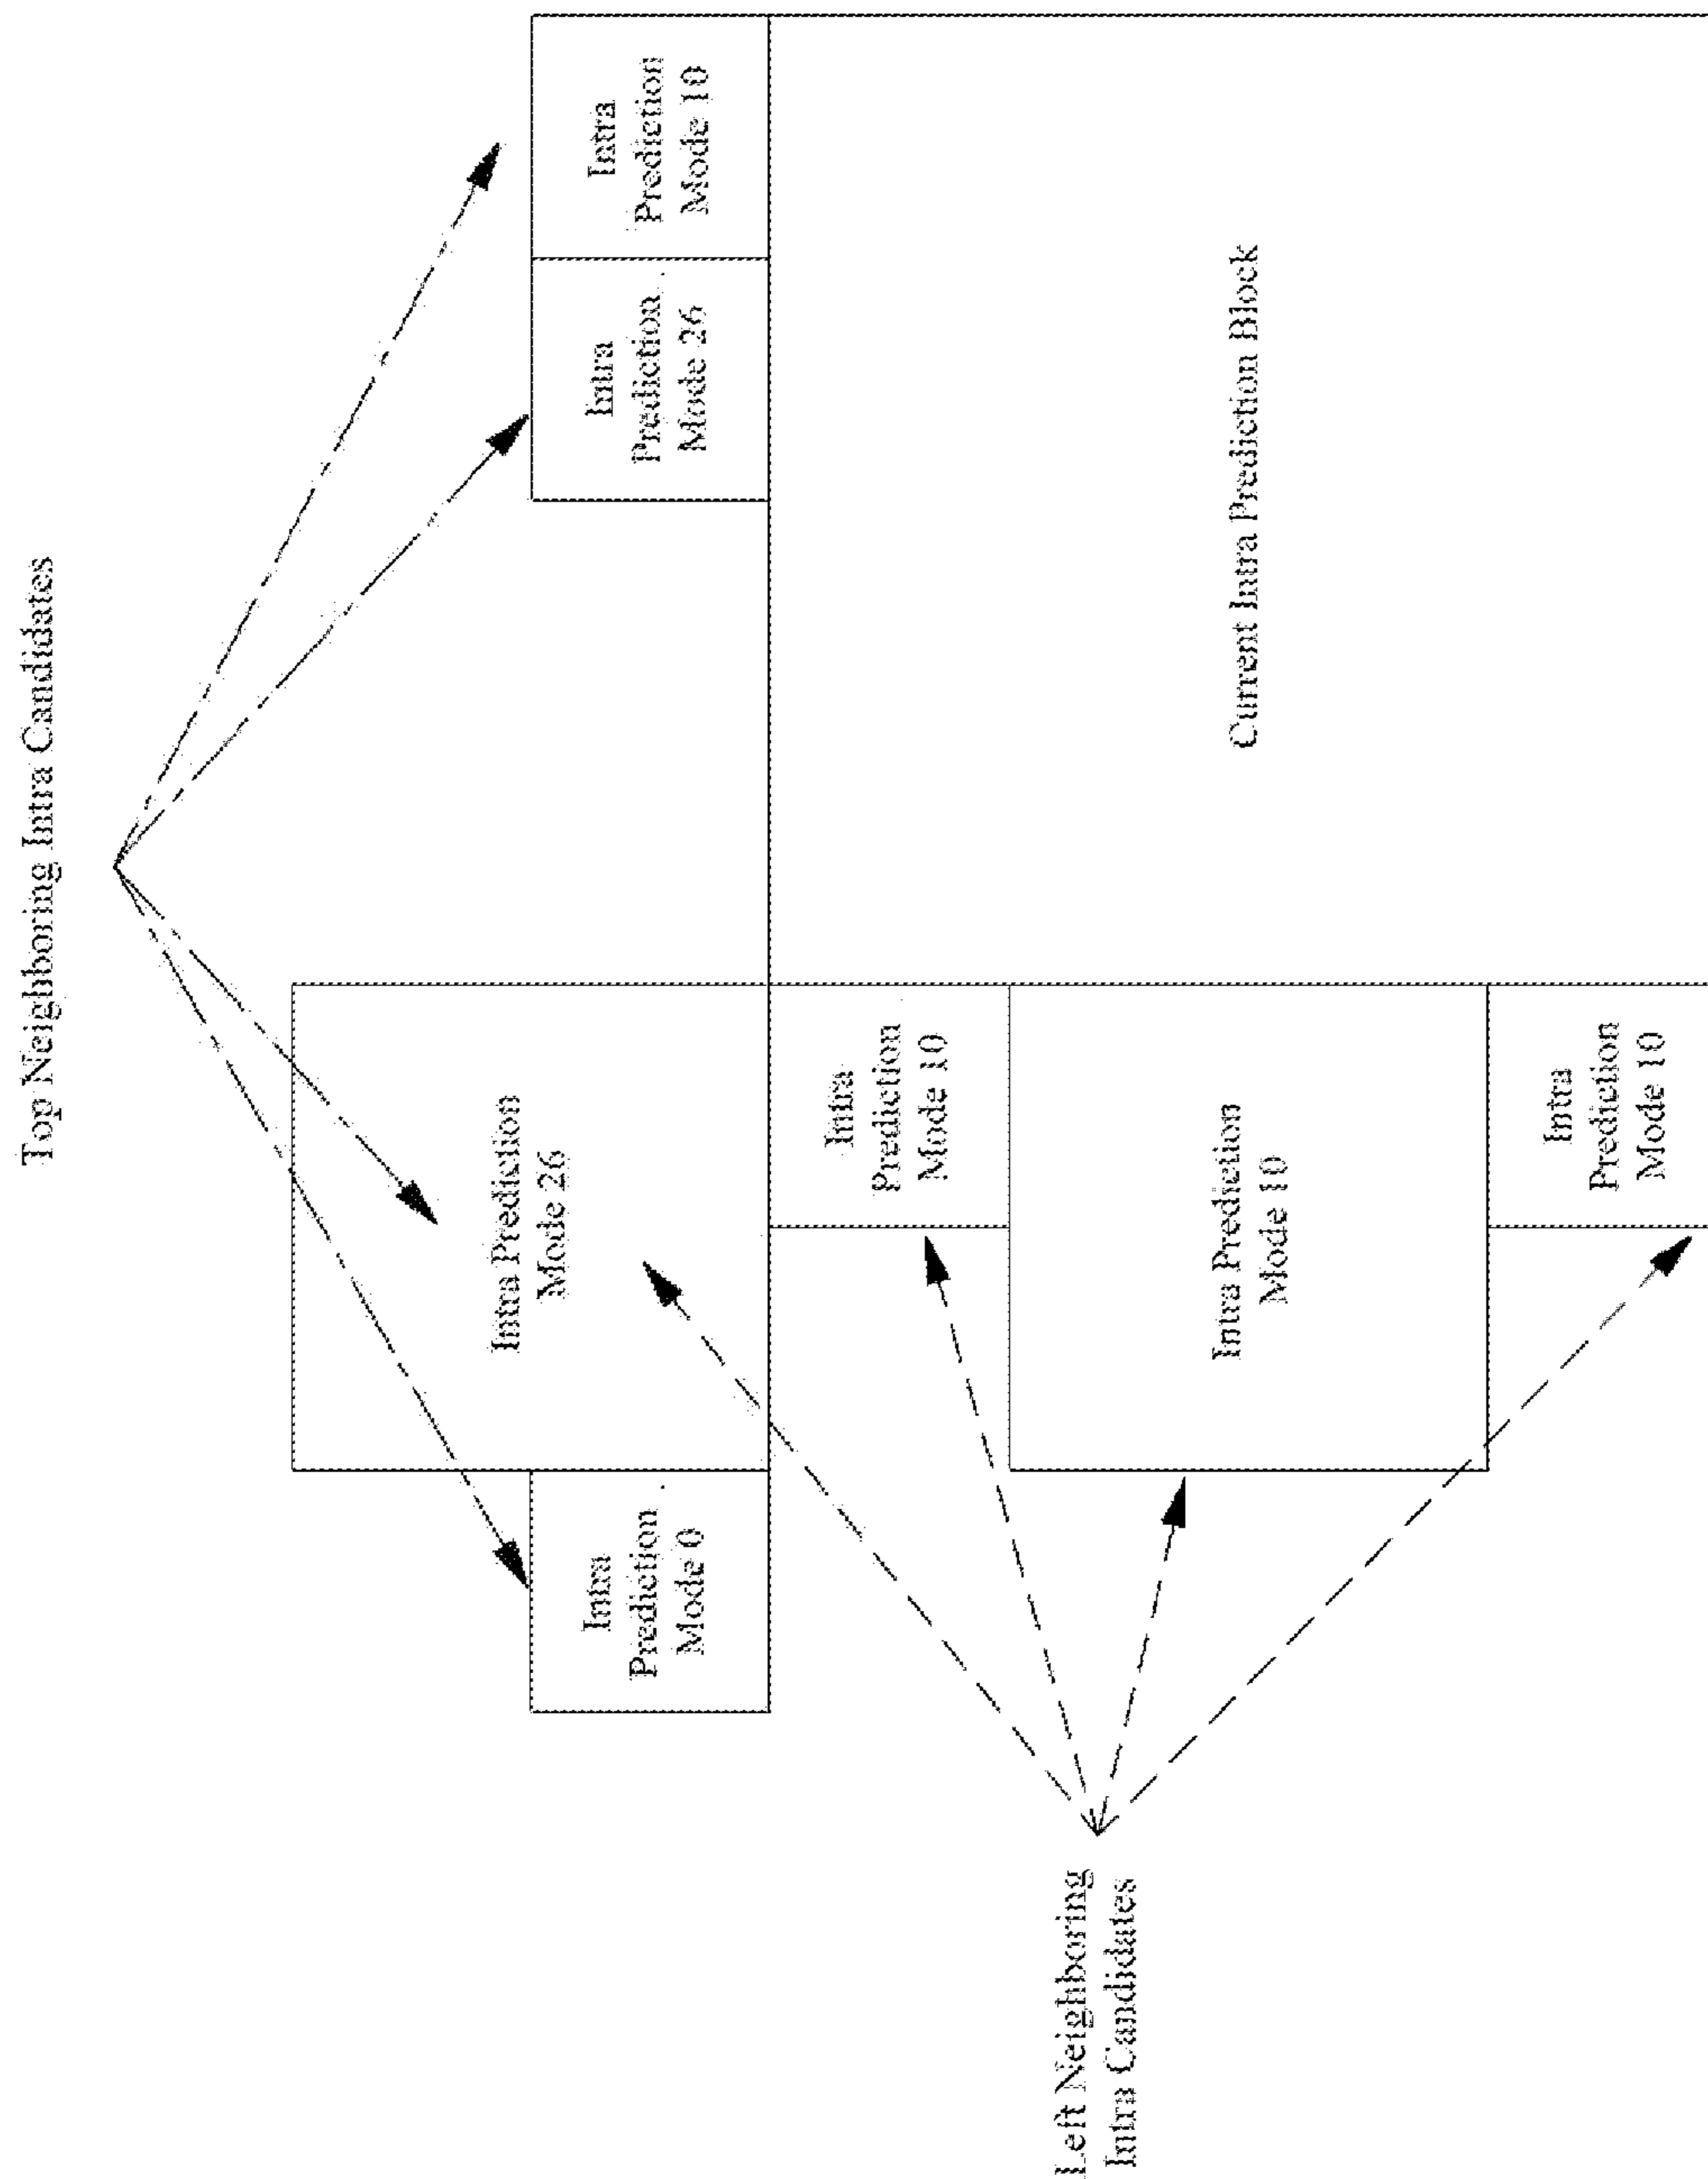 Top Neighboring Intra Candidates
Intra
Prediction
Mode 0
Intra Prediction
Mode 26
Intra
Prediction
Mode 26
Intra
Prediction
Mode 10
Left Neighboring
Intra Candidates
Intra
Prediction
Mode 10
Intra Prediction
Mode 10
Intra
Prediction
Mode 10
Current Intra Prediction Block